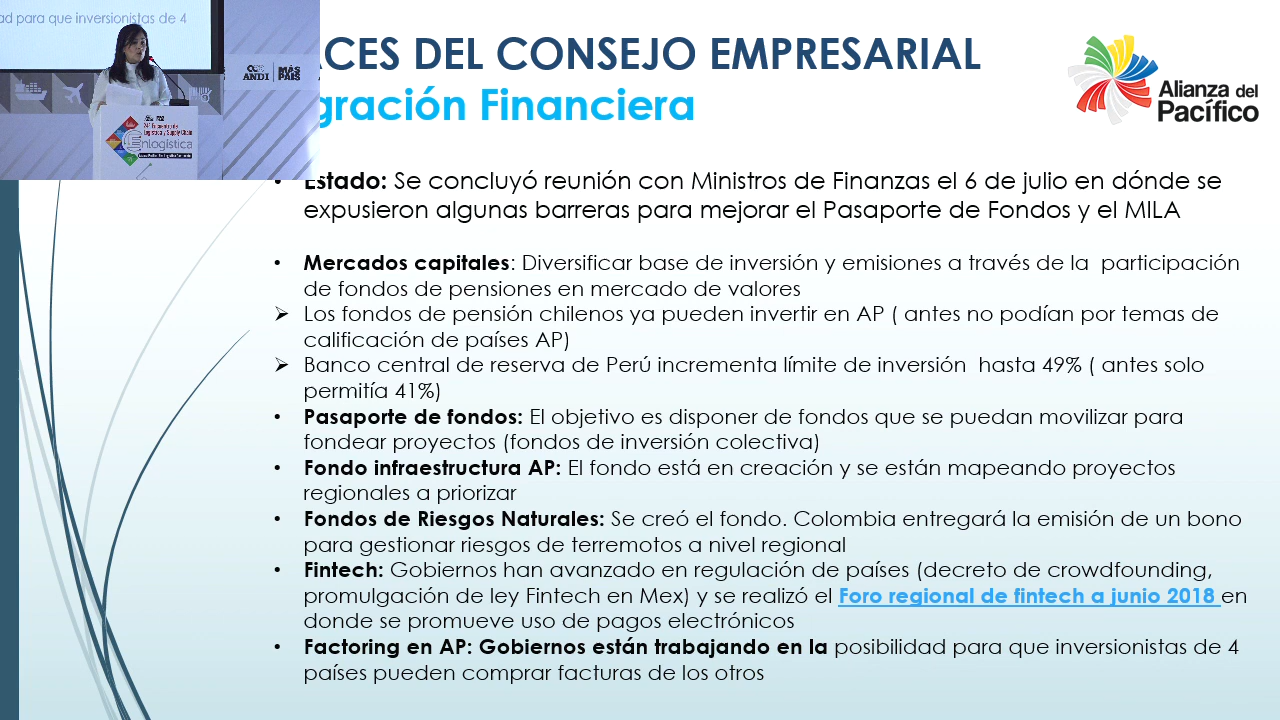 ad para que inversionistas de 4
ANDI
MÁS PAÍS
24° Encuentro de
Logística y Supply Chain
nlogística
ACES DEL CONSEJO EMPRESARIAL
gración Financiera
Alianza del
Pacífico
• Estado: Se concluyó reunión con Ministros de Finanzas el 6 de julio en dónde se
expusieron algunas barreras para mejorar el Pasaporte de Fondos y el MILA
• Mercados capitales: Diversificar base de inversión y emisiones a través de la participación
de fondos de pensiones en mercado de valores
➢ Los fondos de pensión chilenos ya pueden invertir en AP ( antes no podían por temas de
calificación de países AP)
➢ Banco central de reserva de Perú incrementa límite de inversión hasta 49% ( antes solo
permitía 41%)
• Pasaporte de fondos: El objetivo es disponer de fondos que se puedan movilizar para
fondear proyectos (fondos de inversión colectiva)
• Fondo infraestructura AP: El fondo está en creación y se están mapeando proyectos
regionales a priorizar
• Fondos de Riesgos Naturales: Se creó el fondo. Colombia entregará la emisión de un bono
para gestionar riesgos de terremotos a nivel regional
• Fintech: Gobiernos han avanzado en regulación de países (decreto de crowdfounding,
promulgación de ley Fintech en Mex) y se realizó el Foro regional de fintech a junio 2018 en
donde se promueve uso de pagos electrónicos
• Factoring en AP: Gobiernos están trabajando en la posibilidad para que inversionistas de 4
países pueden comprar facturas de los otros